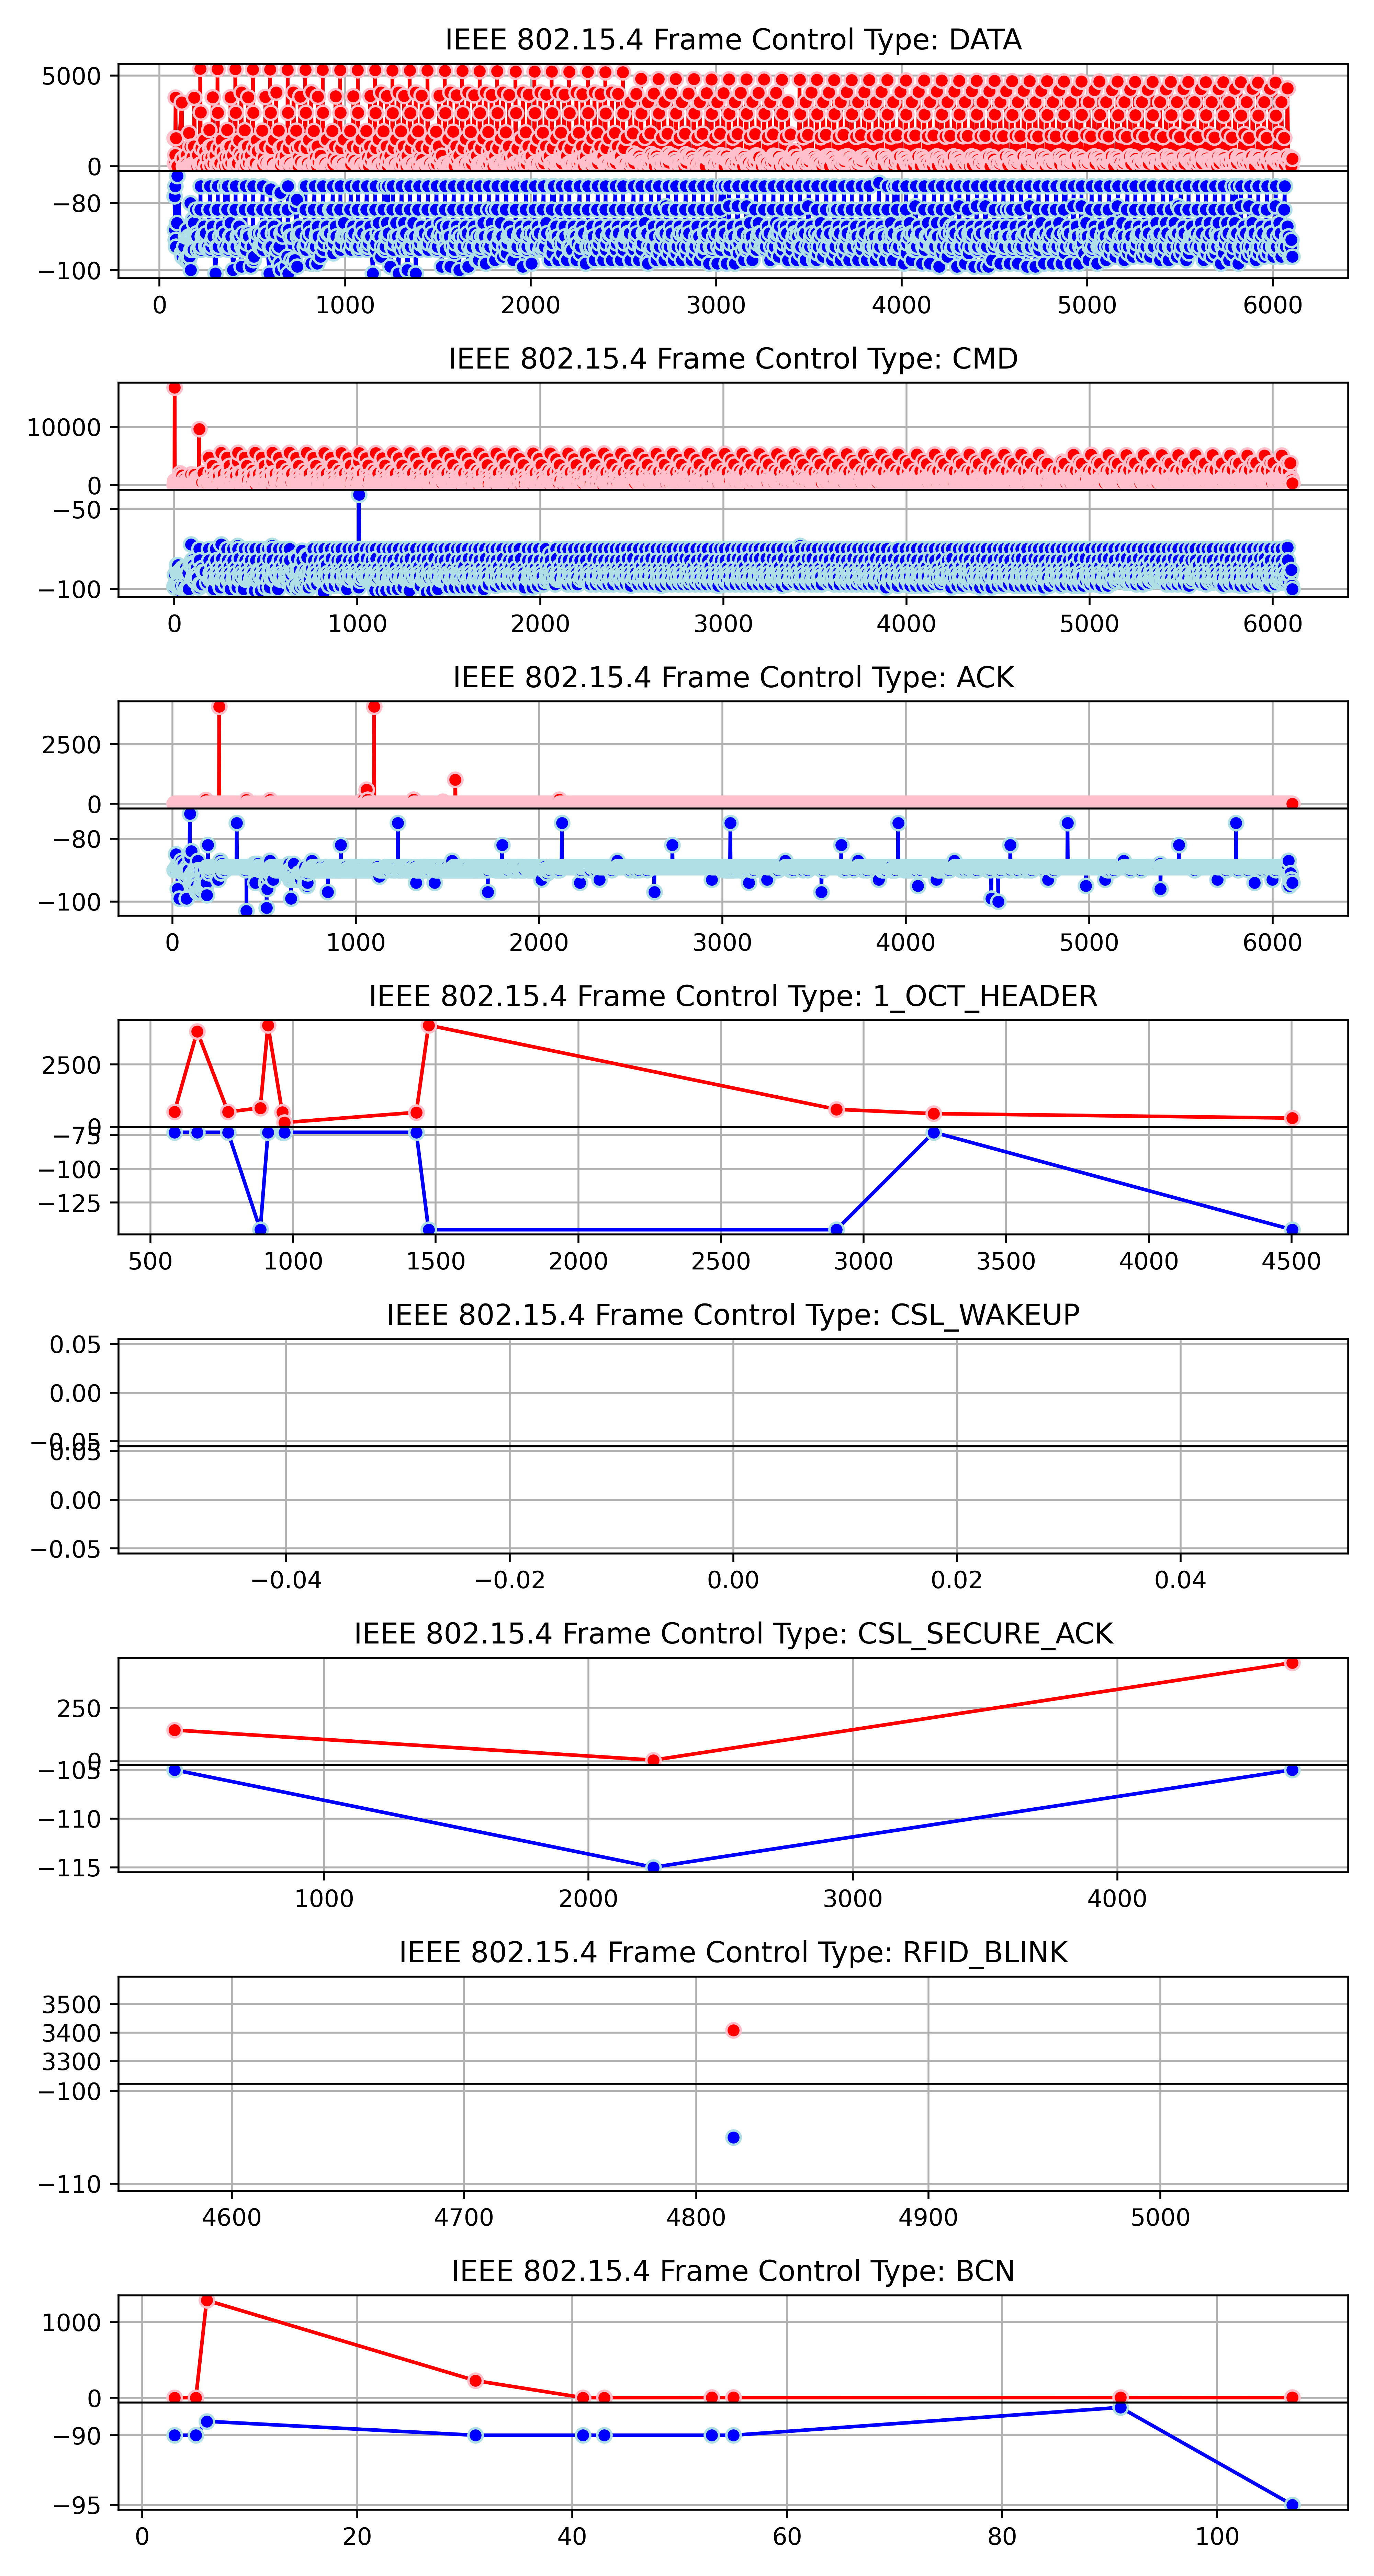 IEEE 802.15.4 Frame Control Type: DATA
5000
0
−80
−100
0 1000 2000 3000 4000 5000 6000
IEEE 802.15.4 Frame Control Type: CMD
10000
0
−50
−100
0 1000 2000 3000 4000 5000 6000
IEEE 802.15.4 Frame Control Type: ACK
2500
0
−80
−100
0 1000 2000 3000 4000 5000 6000
IEEE 802.15.4 Frame Control Type: 1_OCT_HEADER
2500
0
−75
−100
−125
500 1000 1500 2000 2500 3000 3500 4000 4500
IEEE 802.15.4 Frame Control Type: CSL_WAKEUP
0.05
0.00
−0.05
0.05
0.00
−0.05
−0.04 −0.02 0.00 0.02 0.04
IEEE 802.15.4 Frame Control Type: CSL_SECURE_ACK
250
0
−105
−110
−115
1000 2000 3000 4000
IEEE 802.15.4 Frame Control Type: RFID_BLINK
3500
3400
3300
−100
−110
4600 4700 4800 4900 5000
IEEE 802.15.4 Frame Control Type: BCN
1000
0
−90
−95
0 20 40 60 80 100